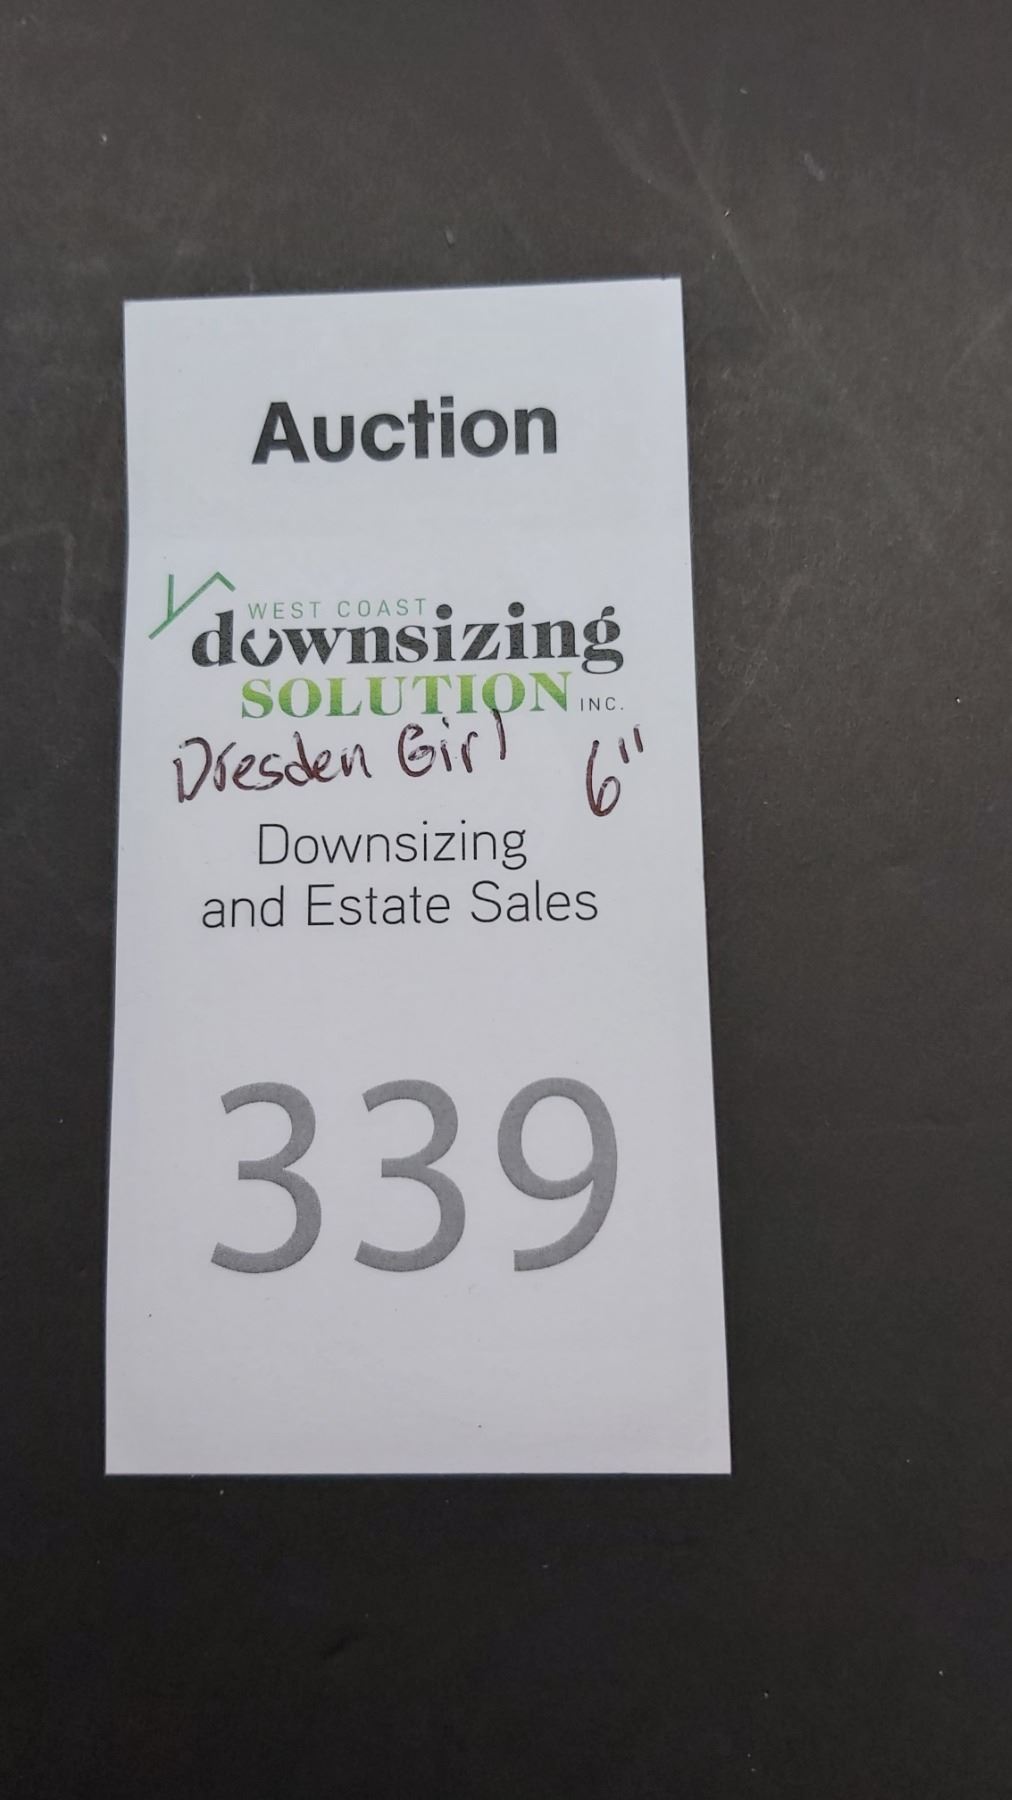 Auction
WEST COAST
downsizing
SOLUTION INC.
Dresden Girl 6"
Downsizing
and Estate Sales
339